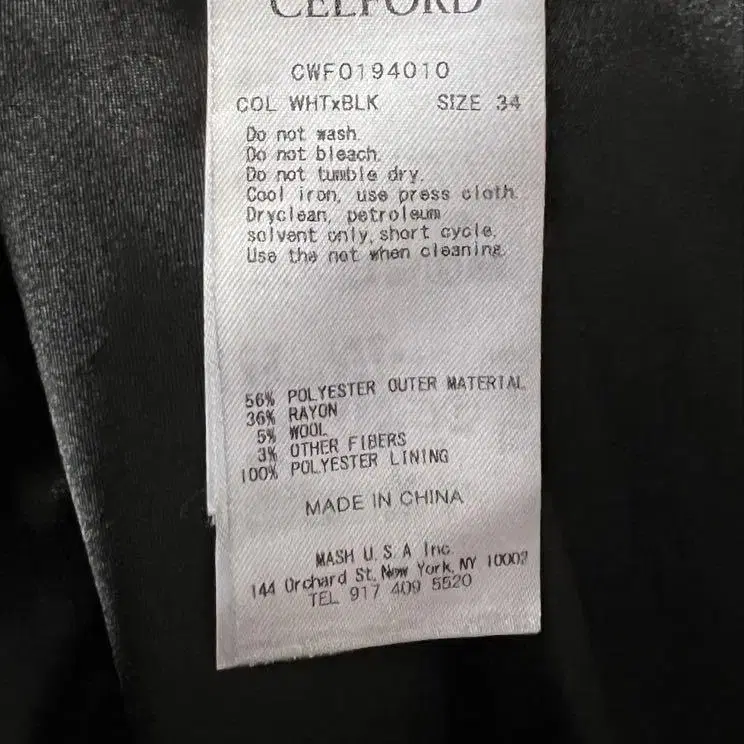 CELFORD
CWF0194010
COL WHTxBLK SIZE 34
Do not wash.
Do not bleach.
Do not tumble dry.
Cool iron, use press cloth.
Dryclean, petroleum
solvent only, short cycle.
Use the net when cleaning.
56% POLYESTER OUTER MATERIAL
36% RAYON
5% WOOL
3% OTHER FIBERS
100% POLYESTER LINING
MADE IN CHINA
MASH U.S.A Inc
144 Orchard St, New York, NY 10002
TEL 917 409 5520